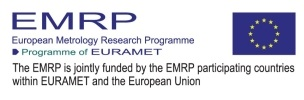 EMRP
European Metrology Research Programme
Programme of EURAMET
The EMRP is jointly funded by the EMRP participating countries
within EURAMET and the European Union